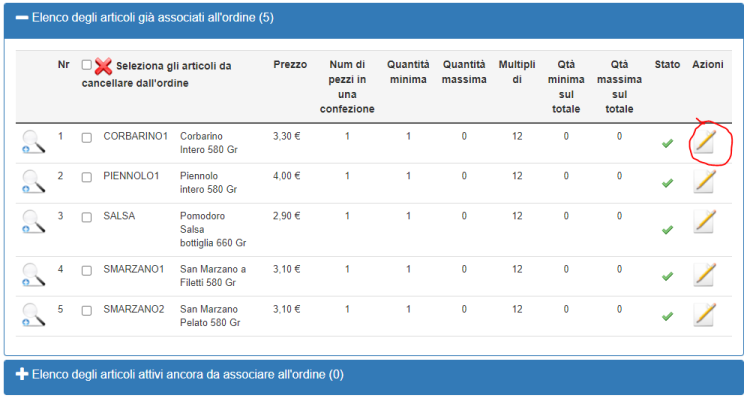 Elenco degli articoli già associati all'ordine (5)
Nr Seleziona gli articoli da cancellare dall'ordine Prezzo Num di pezzi in una confezione Quantità minima Quantità massima Multipli di Qtà minima sul totale Qtà massima sul totale Stato Azioni
1 CORBARINO1 Corbarino Intero 580 Gr 3,30 € 1 1 0 12 0 0
2 PIENNOLO1 Piennolo intero 580 Gr 4,00 € 1 1 0 12 0 0
3 SALSA Pomodoro Salsa bottiglia 660 Gr 2,90 € 1 1 0 12 0 0
4 SMARZANO1 San Marzano a Filetti 580 Gr 3,10 € 1 1 0 12 0 0
5 SMARZANO2 San Marzano Pelato 580 Gr 3,10 € 1 1 0 12 0 0
Elenco degli articoli attivi ancora da associare all'ordine (0)